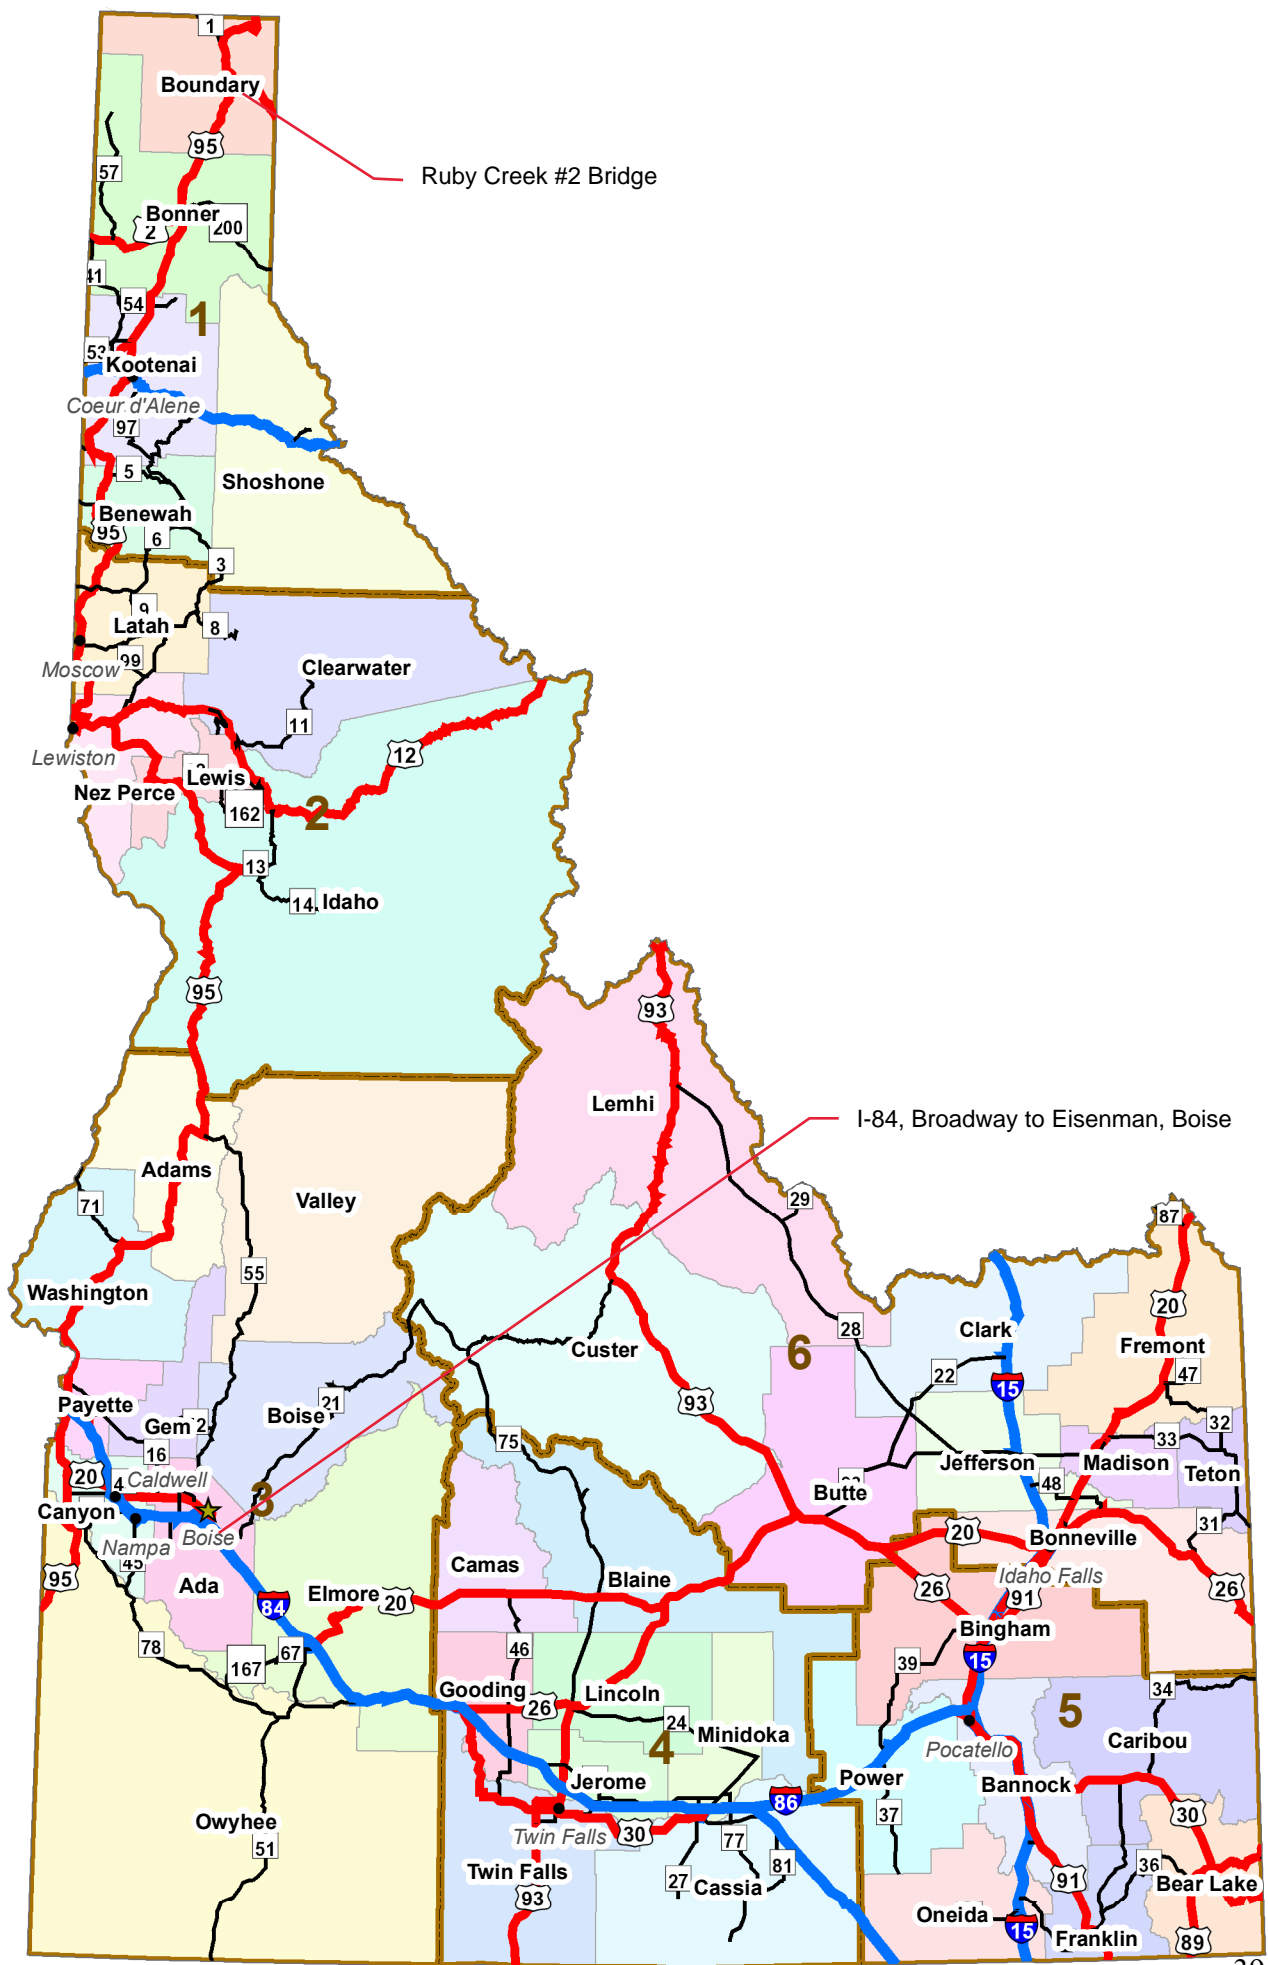 1
Boundary
95
Ruby Creek #2 Bridge
57
Bonner
2
200
41
54
1
53
Kootenai
Coeur d'Alene
97
5
Shoshone
Benewah
95
6
3
9
Latah
8
99
Moscow
Clearwater
11
12
Lewiston
Lewis
Nez Perce
162
2
13
14
Idaho
95
93
Lemhi
I-84, Broadway to Eisenman, Boise
Adams
71
Valley
29
87
55
Washington
20
28
Clark
Custer
6
Fremont
22
47
15
93
Payette
21
Boise
Gem
32
75
16
33
Jefferson
Madison
Teton
20
4
Caldwell
48
Butte
3
Canyon
31
20
Bonneville
Nampa
Boise
45
Camas
Idaho Falls
95
Ada
Blaine
Elmore
20
26
26
91
84
Bingham
78
46
67
15
39
167
34
Gooding
Lincoln
26
5
24
Minidoka
4
Caribou
Pocatello
Jerome
Power
Bannock
86
37
30
Owyhee
Twin Falls
30
77
51
81
36
Twin Falls
27
Cassia
91
Bear Lake
93
Oneida
15
Franklin
89